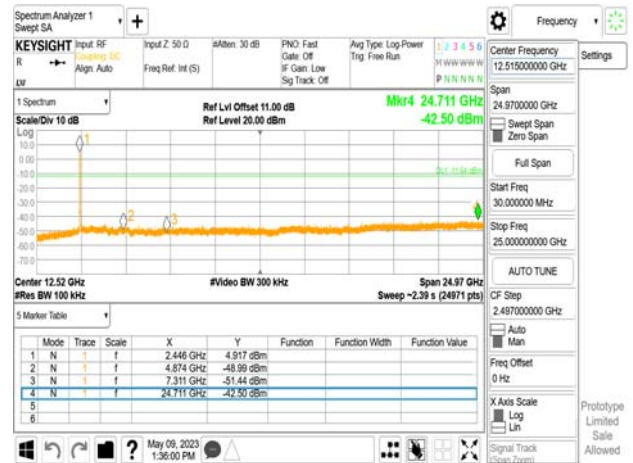 Spectrum Analyzer 1
Swept SA
Frequency
KEYSIGHT
R
Input: RF
Coupling: DC
Align: Auto
Input Z: 50 Ω
Freq Ref: Int (S)
#Atten: 30 dB
PNO: Fast
Gate: Off
IF Gain: Low
Sig Track: Off
Avg Type: Log-Power
Trig: Free Run
1 2 3 4 5 6
M W W W W W
P N N N N N
Center Frequency
12.515000000 GHz
Settings
Span
24.9700000 GHz
Swept Span
Zero Span
Full Span
Start Freq
30.000000 MHz
Stop Freq
25.000000000 GHz
AUTO TUNE
CF Step
2.497000000 GHz
Auto
Man
Freq Offset
0 Hz
X Axis Scale
Log
Lin
Signal Track
(Span Zoom)
Prototype
Limited
Sale
Allowed
1 Spectrum
Scale/Div 10 dB
Ref Lvl Offset 11.00 dB
Ref Level 20.00 dBm
Mkr4 24.711 GHz
-42.50 dBm
Log
10.0
0.00
-10.0
-20.0
-30.0
-40.0
-50.0
-60.0
-70.0
1
2
3
Center 12.52 GHz
#Res BW 100 kHz
#Video BW 300 kHz
Span 24.97 GHz
Sweep ~2.39 s (24971 pts)
5 Marker Table
Mode Trace Scale X Y Function Function Width Function Value
1 N 1 f 2.446 GHz 4.917 dBm
2 N 1 f 4.874 GHz -48.99 dBm
3 N 1 f 7.311 GHz -51.44 dBm
4 N 1 f 24.711 GHz -42.50 dBm
5
6
?
May 09, 2023
1:36:00 PM